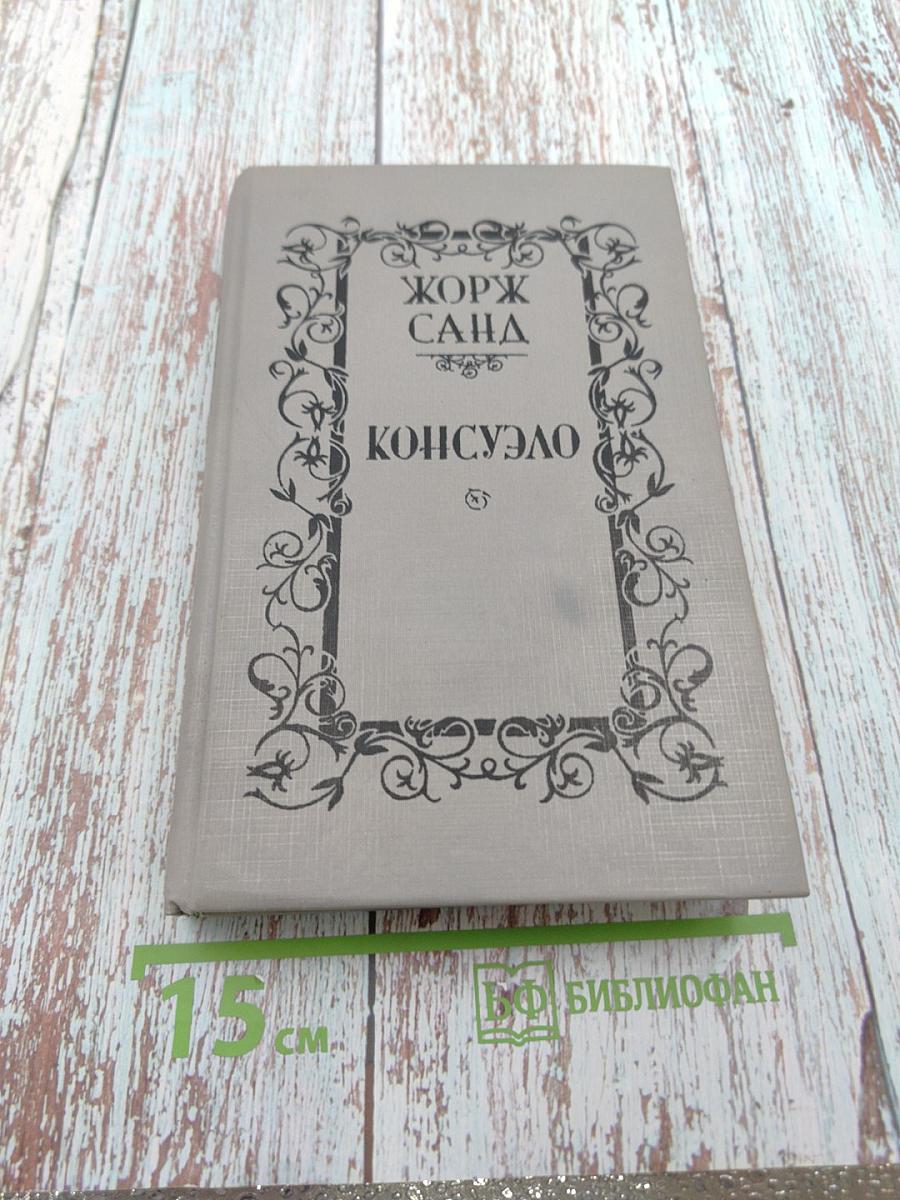 ЖОРЖ
САНД
КОНСУЭЛО
15 см
БФ БИБЛИОФАН